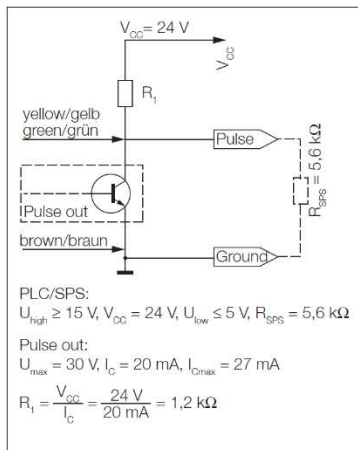 V_CC = 24 V
V_CC
R_1
yellow/gelb
green/grün
Pulse
R_SPS = 5,6 kΩ
Pulse out
brown/braun
Ground
PLC/SPS:
U_high ≥ 15 V, V_CC = 24 V, U_low ≤ 5 V, R_SPS = 5,6 kΩ
Pulse out:
U_max = 30 V, I_C = 20 mA, I_Cmax = 27 mA
R_1 = V_CC / I_C = 24 V / 20 mA = 1,2 kΩ